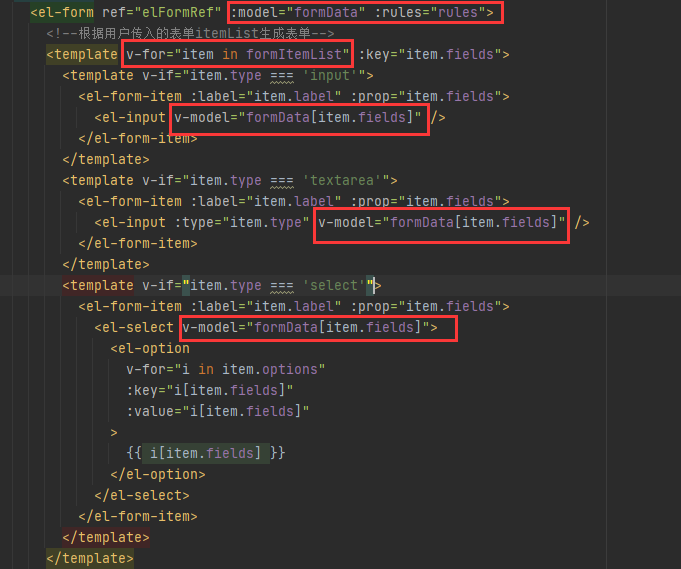 <el-form ref="elFormRef" :model="formData" :rules="rules">
<!--根据用户传入的表单itemList生成表单-->
<template v-for="item in formItemList" :key="item.fields">
<template v-if="item.type === 'input'">
<el-form-item :label="item.label" :prop="item.fields">
<el-input v-model="formData[item.fields]" />
</el-form-item>
</template>
<template v-if="item.type === 'textarea'">
<el-form-item :label="item.label" :prop="item.fields">
<el-input :type="item.type" v-model="formData[item.fields]" />
</el-form-item>
</template>
<template v-if="item.type === 'select'">
<el-form-item :label="item.label" :prop="item.fields">
<el-select v-model="formData[item.fields]">
<el-option
v-for="i in item.options"
:key="i[item.fields]"
:value="i[item.fields]"
>
{{ i[item.fields] }}
</el-option>
</el-select>
</el-form-item>
</template>
</template>